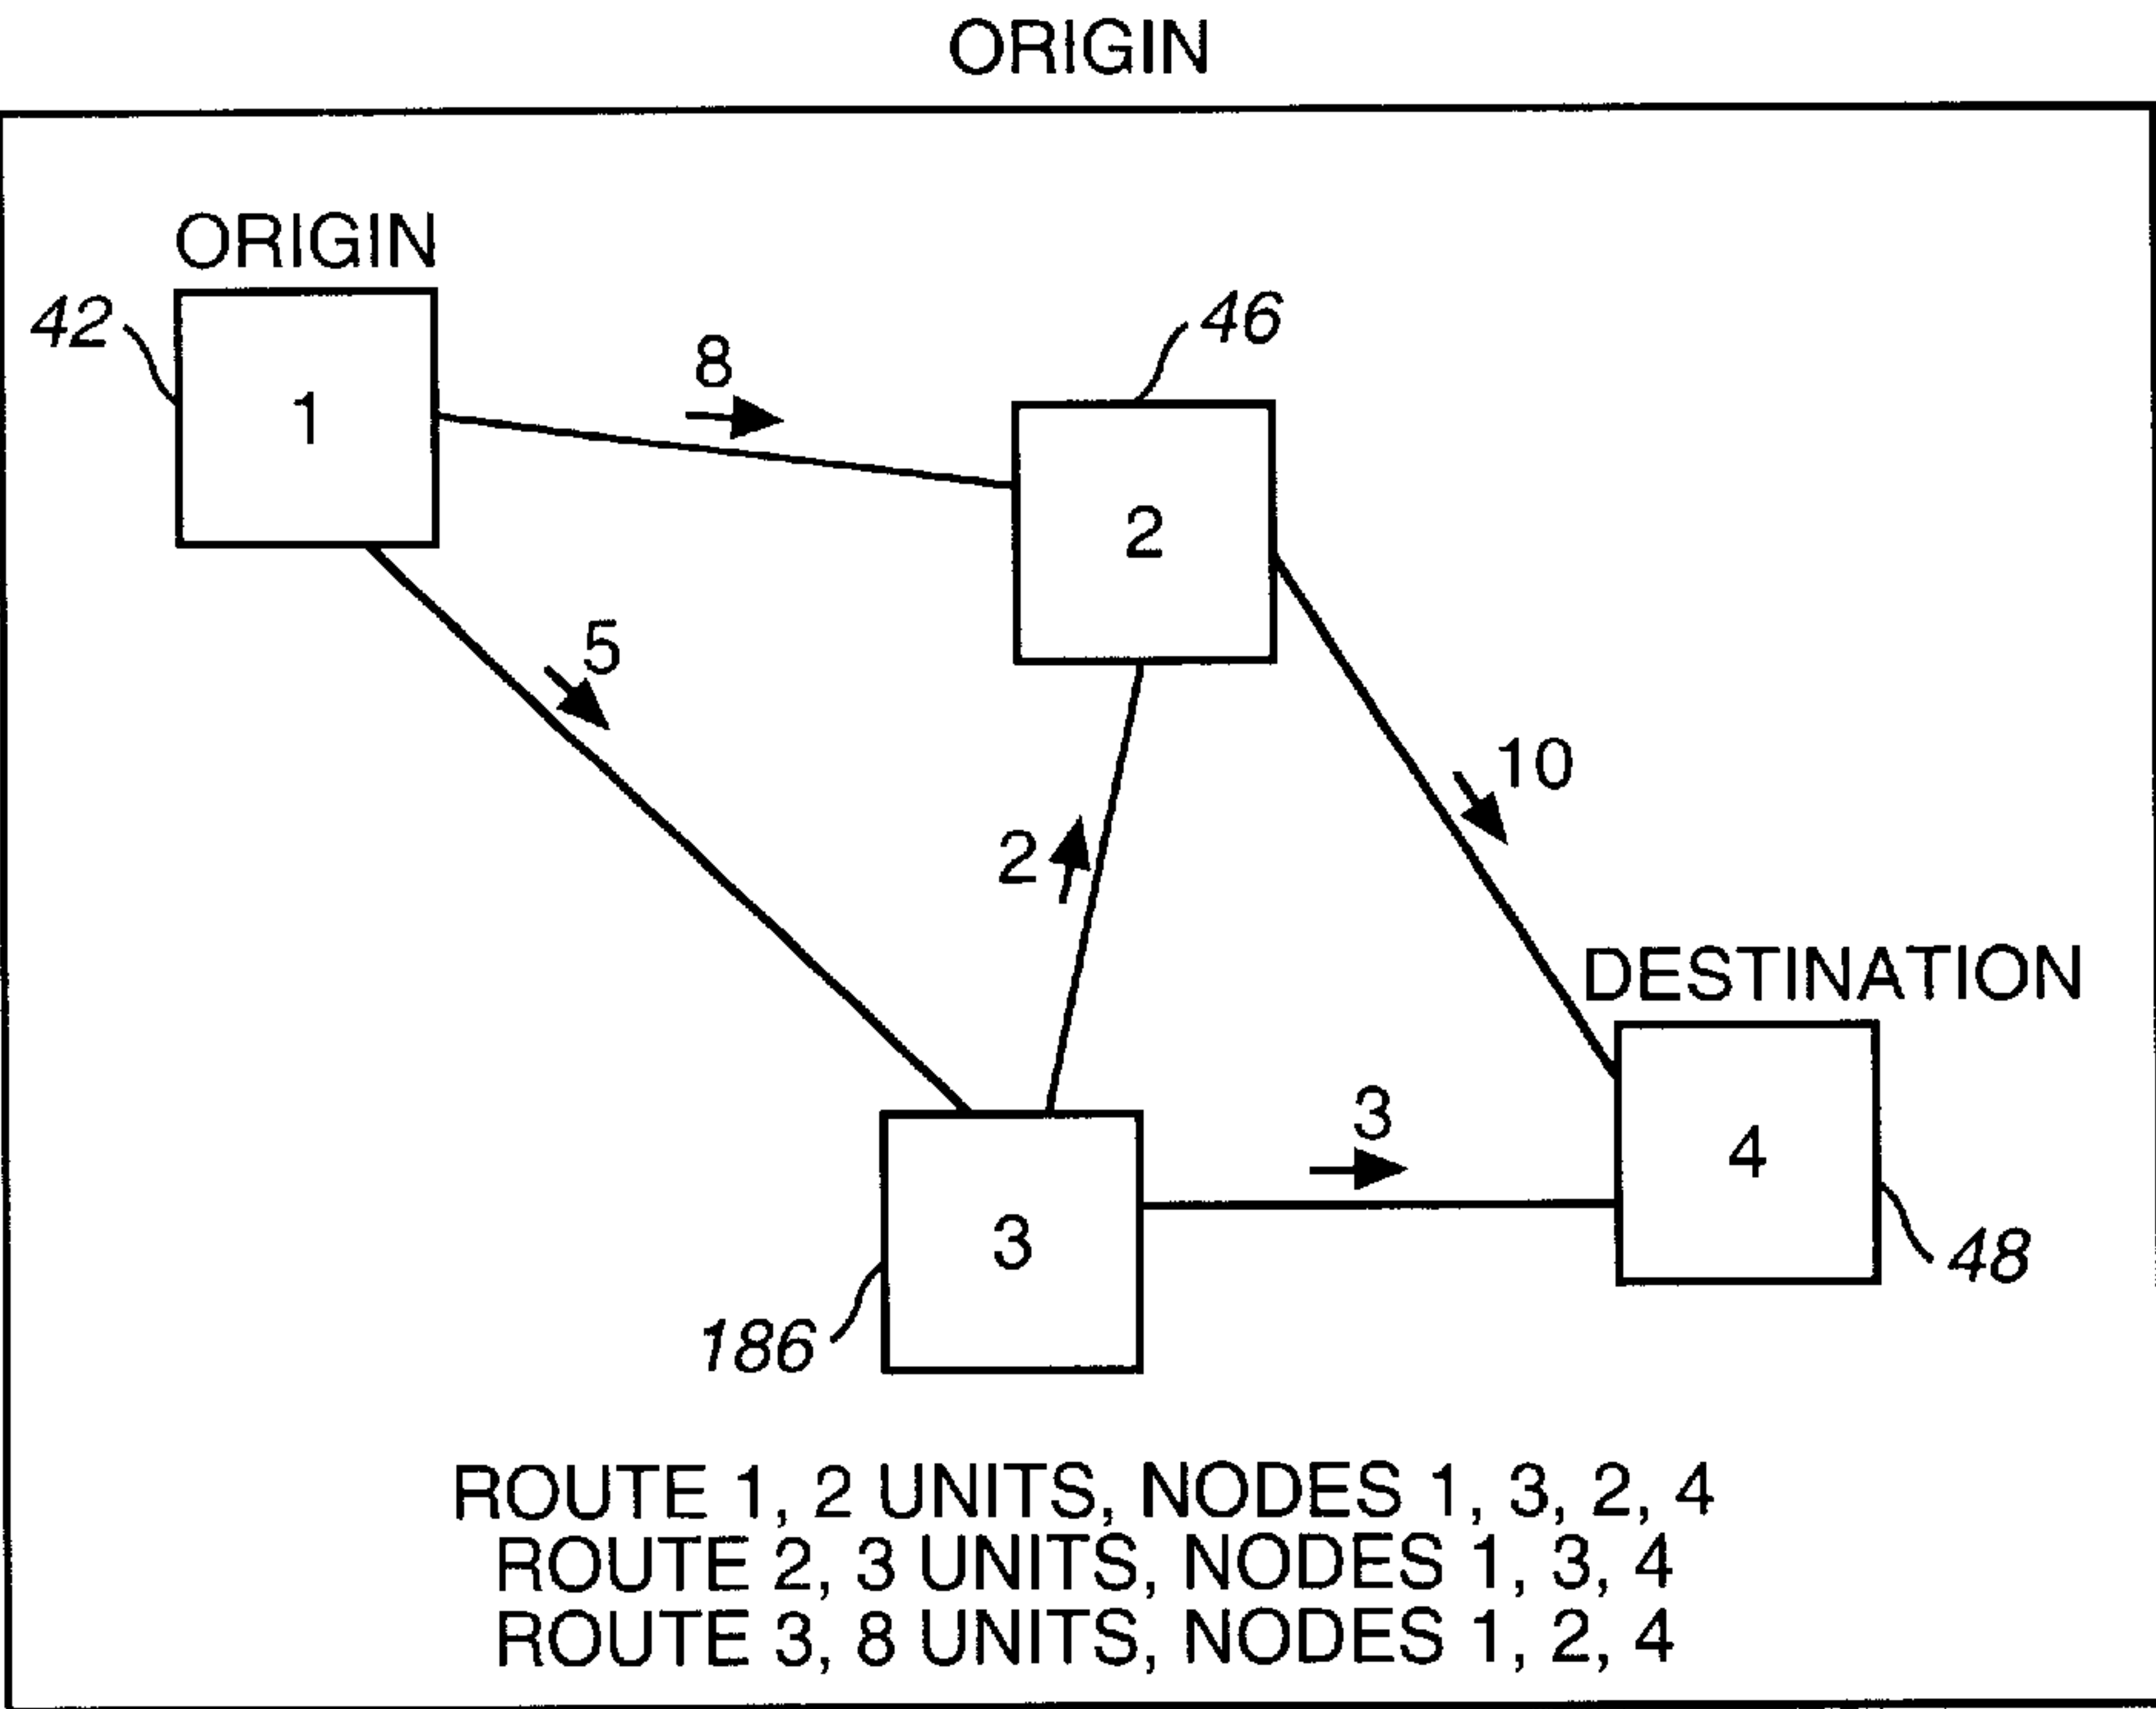 ORIGIN
ORIGIN
42
1
8
46
2
5
10
2
DESTINATION
3
4
3
48
186
ROUTE 1, 2 UNITS, NODES 1, 3, 2, 4
ROUTE 2, 3 UNITS, NODES 1, 3, 4
ROUTE 3, 8 UNITS, NODES 1, 2, 4